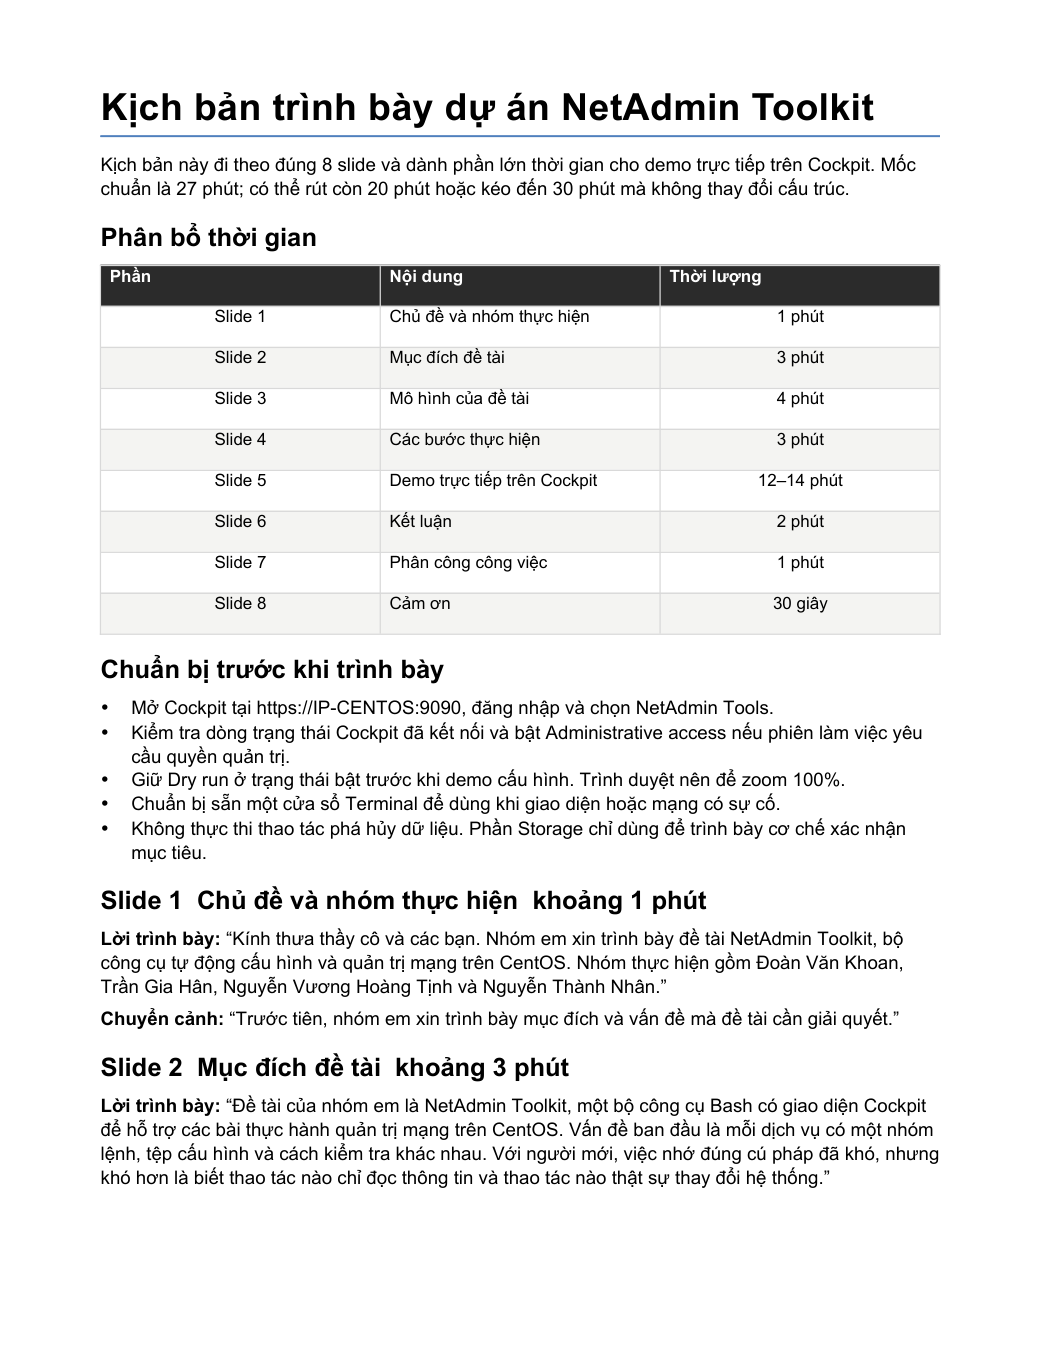 Kịch bản trình bày dự án NetAdmin Toolkit
Kịch bản này đi theo đúng 8 slide và dành phần lớn thời gian cho demo trực tiếp trên Cockpit. Mốc
chuẩn là 27 phút; có thể rút còn 20 phút hoặc kéo đến 30 phút mà không thay đổi cấu trúc.
Phân bổ thời gian
Phần Nội dung Thời lượng
Slide 1 Chủ đề và nhóm thực hiện 1 phút
Slide 2 Mục đích đề tài 3 phút
Slide 3 Mô hình của đề tài 4 phút
Slide 4 Các bước thực hiện 3 phút
Slide 5 Demo trực tiếp trên Cockpit 12–14 phút
Slide 6 Kết luận 2 phút
Slide 7 Phân công công việc 1 phút
Slide 8 Cảm ơn 30 giây
Chuẩn bị trước khi trình bày
• Mở Cockpit tại https://IP-CENTOS:9090, đăng nhập và chọn NetAdmin Tools.
• Kiểm tra dòng trạng thái Cockpit đã kết nối và bật Administrative access nếu phiên làm việc yêu
cầu quyền quản trị.
• Giữ Dry run ở trạng thái bật trước khi demo cấu hình. Trình duyệt nên để zoom 100%.
• Chuẩn bị sẵn một cửa sổ Terminal để dùng khi giao diện hoặc mạng có sự cố.
• Không thực thi thao tác phá hủy dữ liệu. Phần Storage chỉ dùng để trình bày cơ chế xác nhận
mục tiêu.
Slide 1  Chủ đề và nhóm thực hiện  khoảng 1 phút
Lời trình bày: “Kính thưa thầy cô và các bạn. Nhóm em xin trình bày đề tài NetAdmin Toolkit, bộ
công cụ tự động cấu hình và quản trị mạng trên CentOS. Nhóm thực hiện gồm Đoàn Văn Khoan,
Trần Gia Hân, Nguyễn Vương Hoàng Tịnh và Nguyễn Thành Nhân.”
Chuyển cảnh: “Trước tiên, nhóm em xin trình bày mục đích và vấn đề mà đề tài cần giải quyết.”
Slide 2  Mục đích đề tài  khoảng 3 phút
Lời trình bày: “Đề tài của nhóm em là NetAdmin Toolkit, một bộ công cụ Bash có giao diện Cockpit
để hỗ trợ các bài thực hành quản trị mạng trên CentOS. Vấn đề ban đầu là mỗi dịch vụ có một nhóm
lệnh, tệp cấu hình và cách kiểm tra khác nhau. Với người mới, việc nhớ đúng cú pháp đã khó, nhưng
khó hơn là biết thao tác nào chỉ đọc thông tin và thao tác nào thật sự thay đổi hệ thống.”